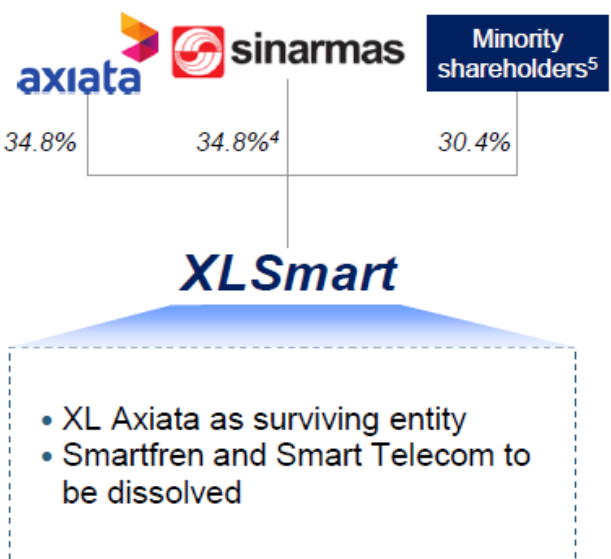 axiata
sinarmas
Minority
shareholders⁵
34.8%
34.8%⁴
30.4%
XLSmart
• XL Axiata as surviving entity
• Smartfren and Smart Telecom to
be dissolved